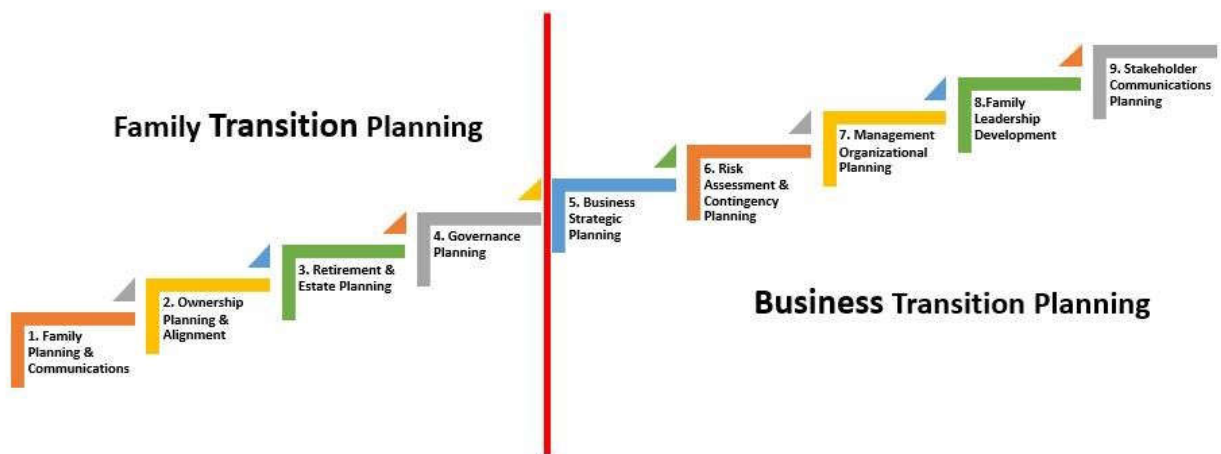 Family Transition Planning
1. Family
Planning &
Communications
2. Ownership
Planning &
Alignment
3. Retirement &
Estate Planning
4. Governance
Planning
5. Business
Strategic
Planning
6. Risk
Assessment &
Contingency
Planning
7. Management
Organizational
Planning
8.Family
Leadership
Development
9. Stakeholder
Communications
Planning
Business Transition Planning